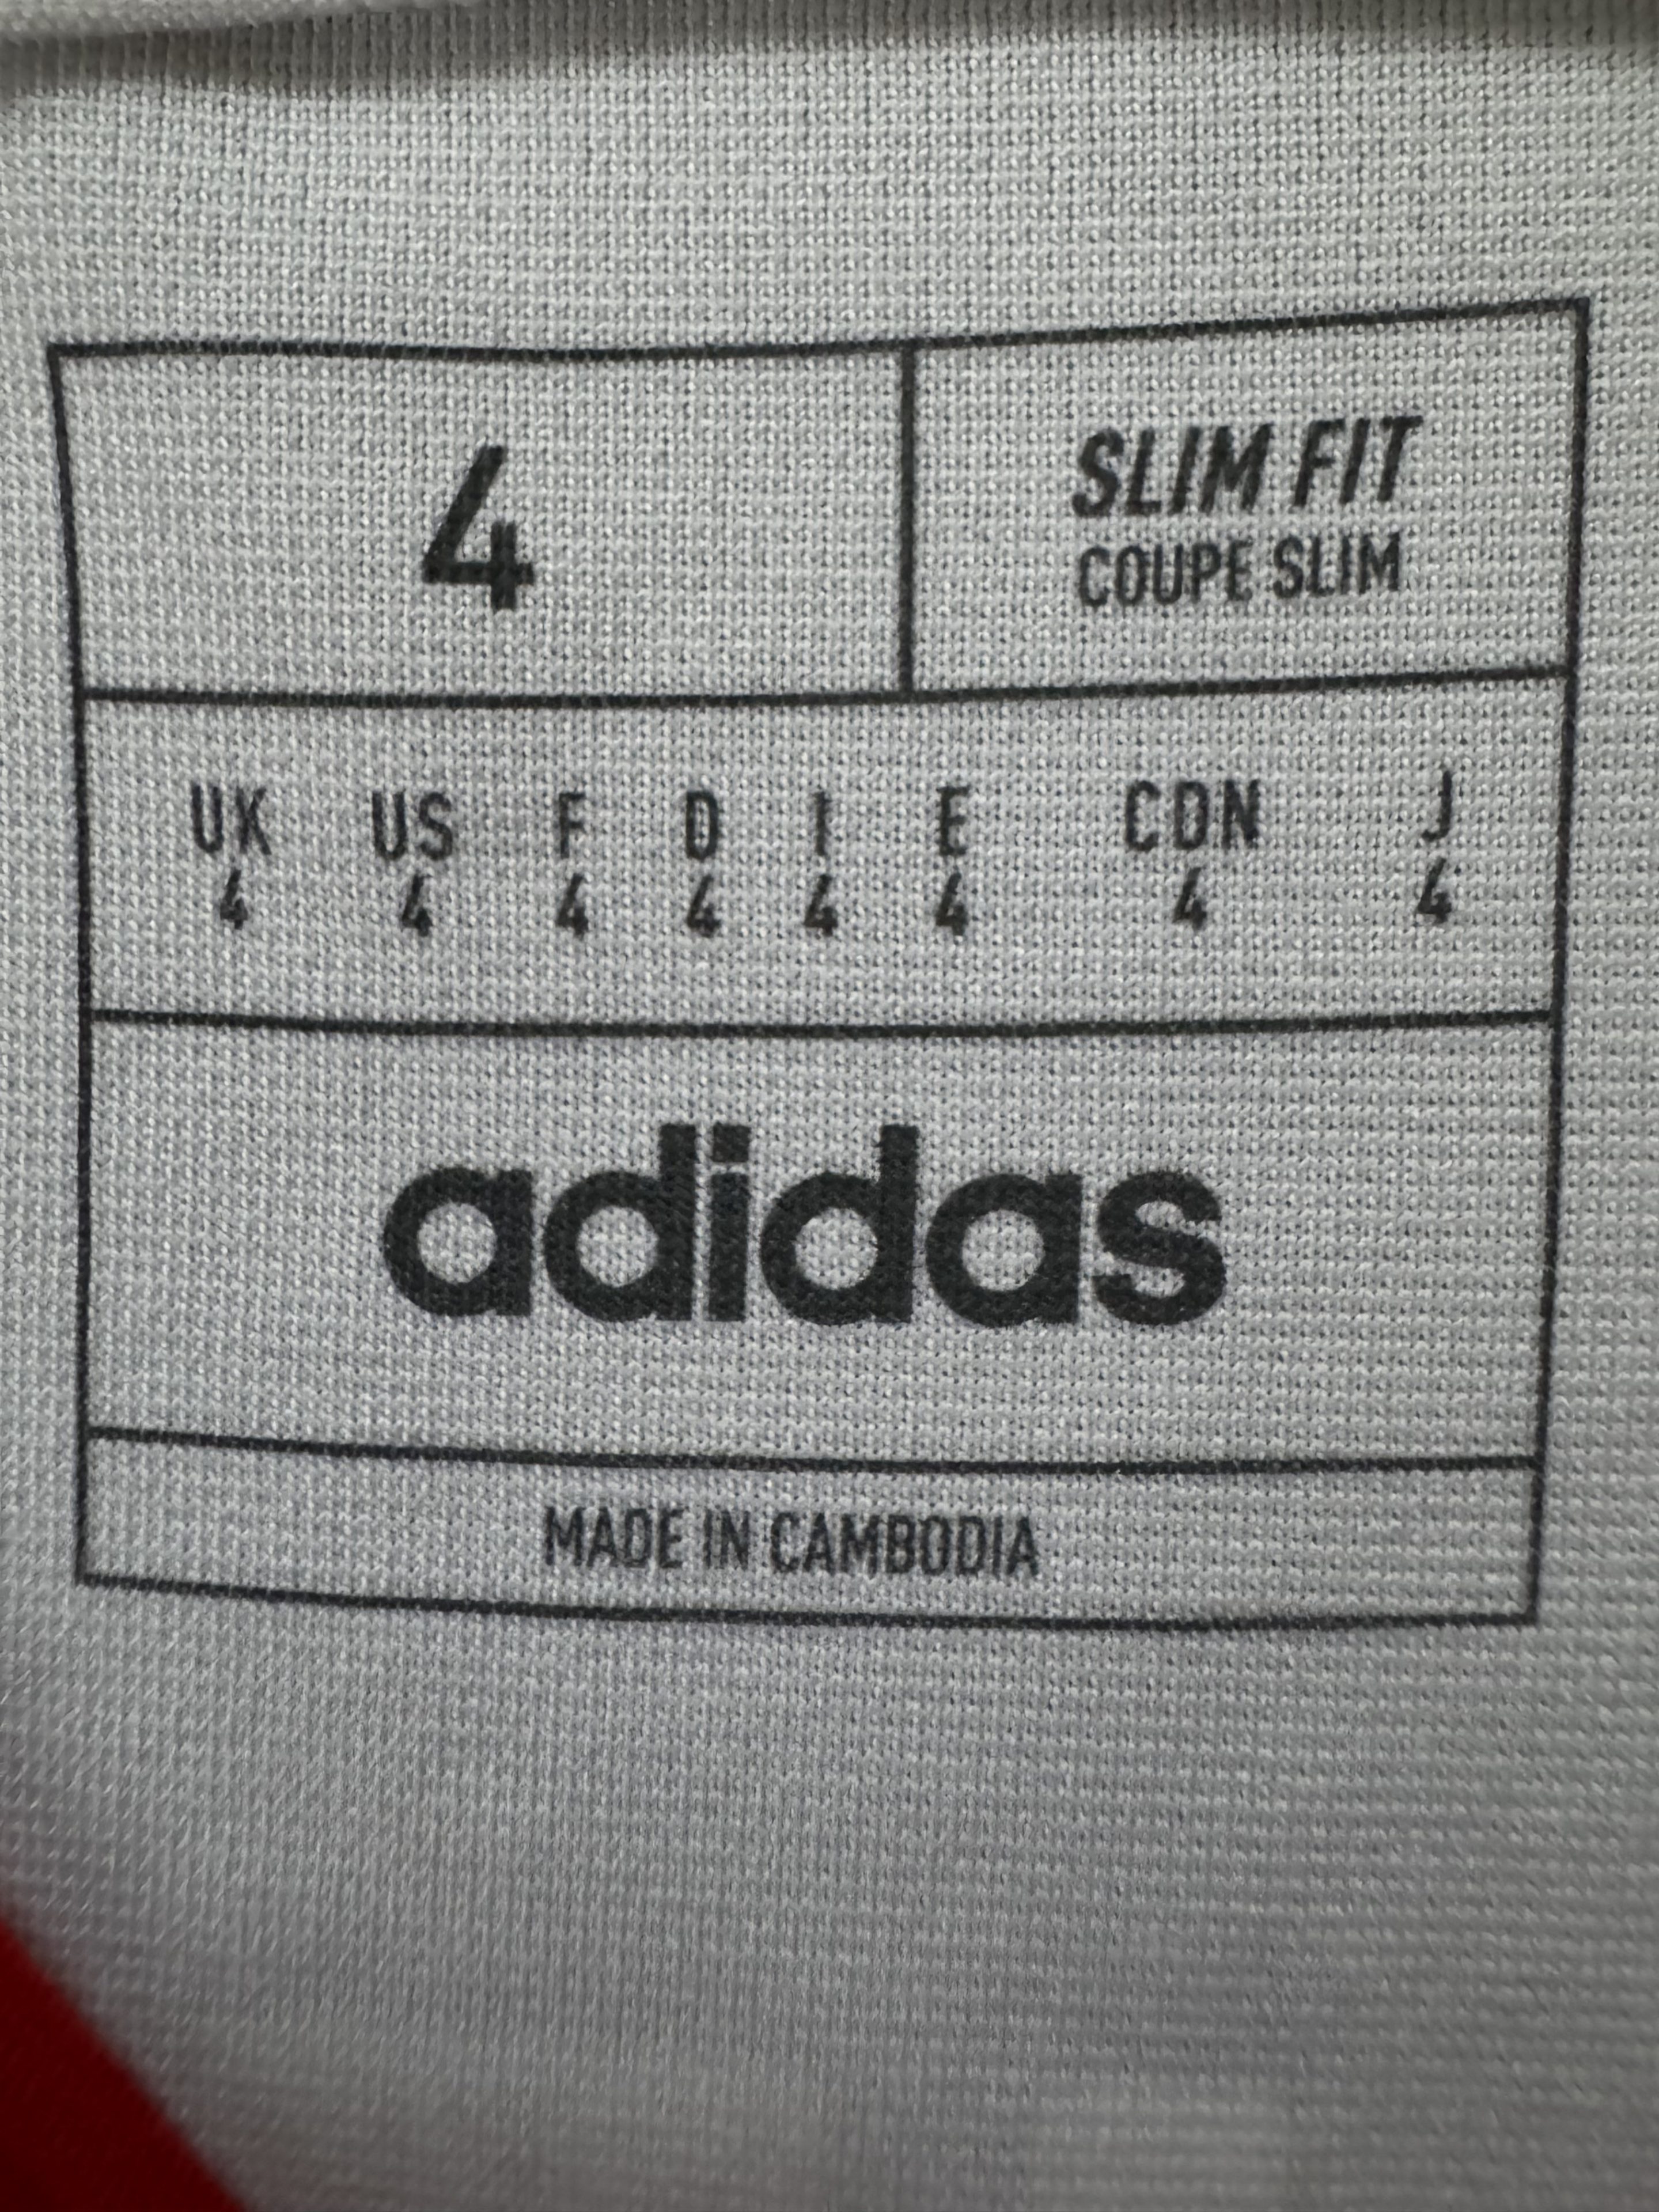 4
SLIM FIT
COUPE SLIM
UK US F D I E CDN J
4 4 4 4 4 4 4 4
adidas
MADE IN CAMBODIA